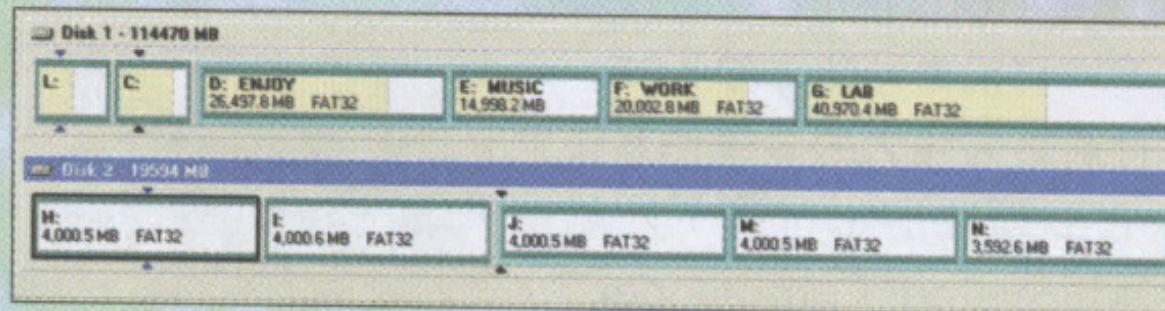 Disk 1 - 114470 MB
L:
C:
D: ENJOY
26,497.8 MB FAT32
E: MUSIC
14,998.2 MB
F: WORK
20,002.8 MB FAT32
G: LAB
40,970.4 MB FAT32
Disk 2 - 19594 MB
H:
4,000.5 MB FAT32
I:
4,000.6 MB FAT32
J:
4,000.5 MB FAT32
M:
4,000.5 MB FAT32
N:
3,592.6 MB FAT32